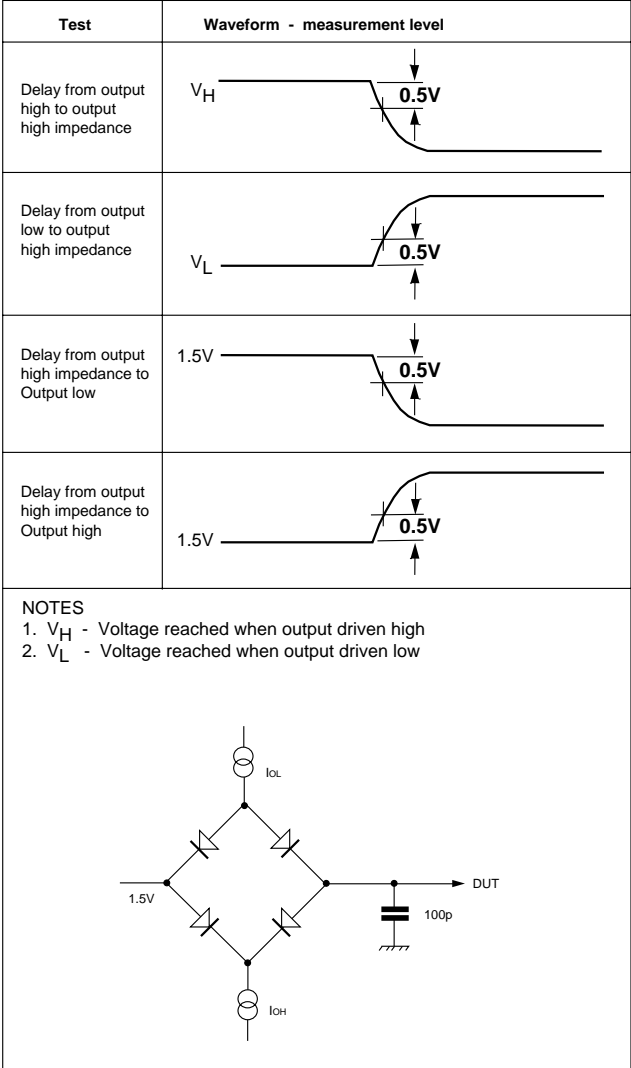 Test
Waveform - measurement level
Delay from output
high to output
high impedance
VH
0.5V
Delay from output
low to output
high impedance
VL
0.5V
Delay from output
high impedance to
Output low
1.5V
0.5V
Delay from output
high impedance to
Output high
1.5V
0.5V
NOTES
1. VH - Voltage reached when output driven high
2. VL - Voltage reached when output driven low
IOL
1.5V
DUT
100p
IOH